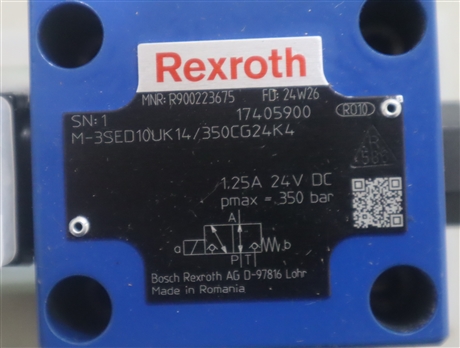 Rexroth
MNR: R900223675 FD: 24W26
SN: 1 17405900 RO10
M-3SED10UK14/350CG24K4
1.25A 24V DC
pmax = 350 bar
A
a b
P T
Bosch Rexroth AG D-97816 Lohr
Made in Romania